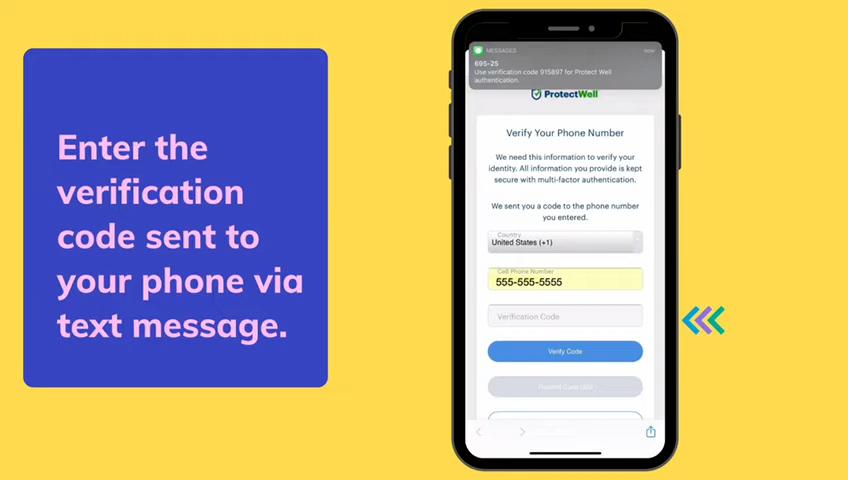 Enter the
verification
code sent to
your phone via
text message.
MESSAGES
now
695-25
Use verification code 915897 for Protect Well
authentication.
ProtectWell
Verify Your Phone Number
We need this information to verify your
identity. All information you provide is kept
secure with multi-factor authentication.
We sent you a code to the phone number
you entered.
Country
United States (+1)
Cell Phone Number
555-555-5555
Verification Code
Verify Code
Resend Code